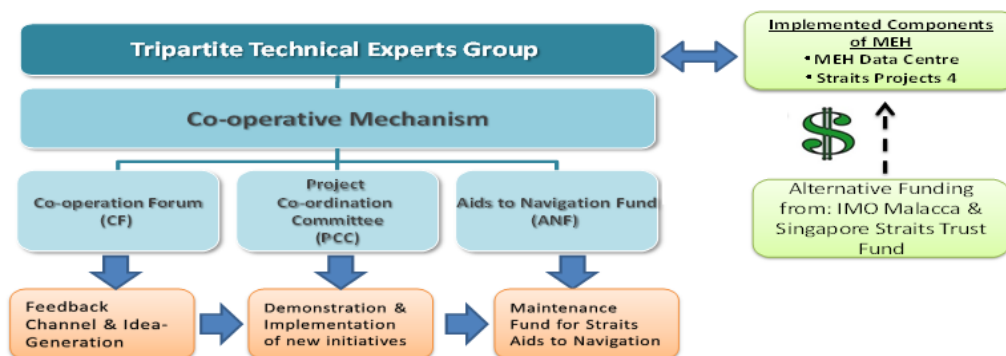 Tripartite Technical Experts Group
Implemented Components
of MEH
• MEH Data Centre
• Straits Projects 4
Co-operative Mechanism
$
Co-operation Forum
(CF)
Project
Co-ordination
Committee
(PCC)
Aids to Navigation Fund
(ANF)
Alternative Funding
from: IMO Malacca &
Singapore Straits Trust
Fund
Feedback
Channel & Idea-
Generation
Demonstration &
Implementation
of new initiatives
Maintenance
Fund for Straits
Aids to Navigation